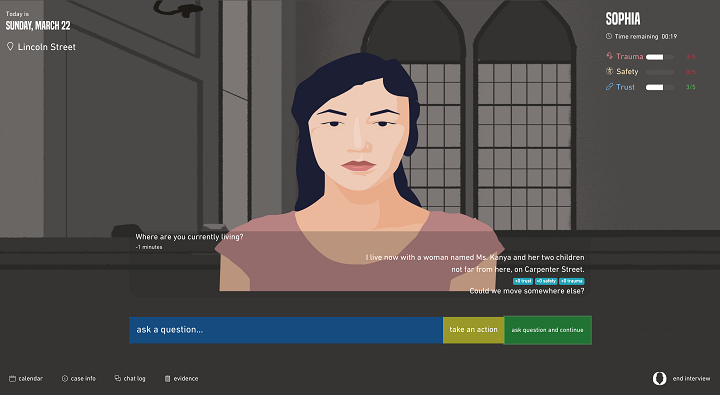 Today is
SUNDAY, MARCH 22
Lincoln Street
SOPHIA
Time remaining 00:19
Trauma 3/5
Safety
Trust 3/5
Where are you currently living?
-1 minutes
I live now with a woman named Ms. Kanya and her two children
not far from here, on Carpenter Street.
+0 trust +0 safety +0 trauma
Could we move somewhere else?
ask a question...
take an action
ask question and continue
calendar
case info
chat log
evidence
end interview